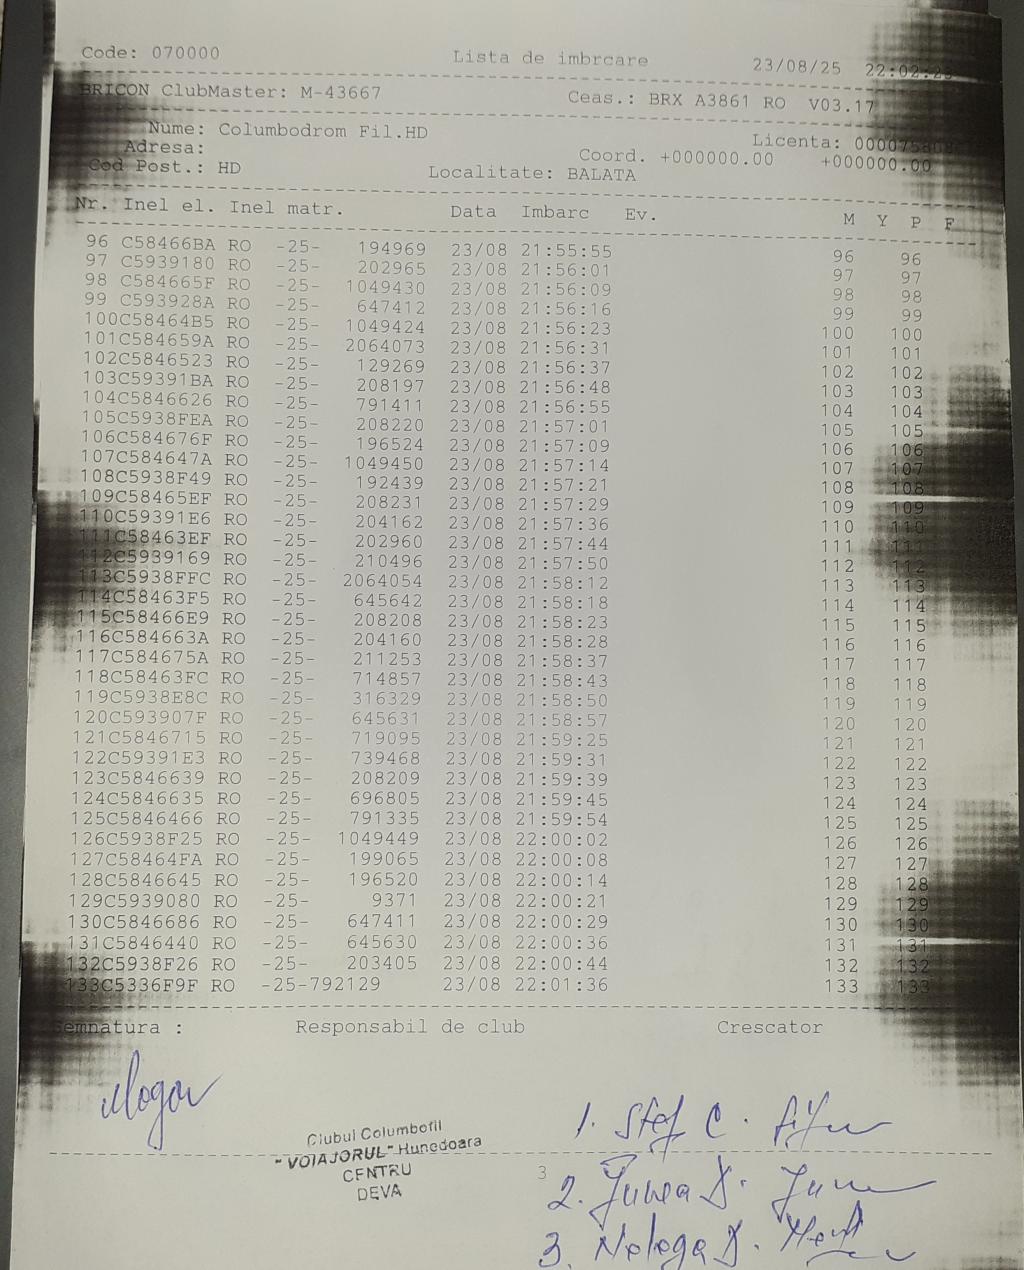 Code: 070000 Lista de imbrcare 23/08/25 22:02:23
BRICON ClubMaster: M-43667 Ceas.: BRX A3861 RO V03.17
Nume: Columbodrom Fil.HD Licenta:
Adresa: Coord. +000000.00 +000000.00
Cod Post.: HD Localitate: BALATA
Nr. Inel el. Inel matr. Data Imbarc Ev. M Y P F
96 C58466BA RO -25- 194969 23/08 21:55:55 96 96
97 C5939180 RO -25- 202965 23/08 21:56:01 97 97
98 C584665F RO -25- 1049430 23/08 21:56:09 98 98
99 C593928A RO -25- 647412 23/08 21:56:16 99 99
100C58464B5 RO -25- 1049424 23/08 21:56:23 100 100
101C584659A RO -25- 2064073 23/08 21:56:31 101 101
102C5846523 RO -25- 129269 23/08 21:56:37 102 102
103C59391BA RO -25- 208197 23/08 21:56:48 103 103
104C5846626 RO -25- 791411 23/08 21:56:55 104 104
105C5938FEA RO -25- 208220 23/08 21:57:01 105 105
106C584676F RO -25- 196524 23/08 21:57:09 106 106
107C584647A RO -25- 1049450 23/08 21:57:14 107 107
108C5938F49 RO -25- 192439 23/08 21:57:21 108 108
109C58465EF RO -25- 208231 23/08 21:57:29 109 109
110C59391E6 RO -25- 204162 23/08 21:57:36 110 110
111C58463EF RO -25- 202960 23/08 21:57:44 111 111
112C5939169 RO -25- 210496 23/08 21:57:50 112 112
113C5938FFC RO -25- 2064054 23/08 21:58:12 113 113
114C58463F5 RO -25- 645642 23/08 21:58:18 114 114
115C58466E9 RO -25- 208208 23/08 21:58:23 115 115
116C584663A RO -25- 204160 23/08 21:58:28 116 116
117C584675A RO -25- 211253 23/08 21:58:37 117 117
118C58463FC RO -25- 714857 23/08 21:58:43 118 118
119C5938E8C RO -25- 316329 23/08 21:58:50 119 119
120C593907F RO -25- 645631 23/08 21:58:57 120 120
121C5846715 RO -25- 719095 23/08 21:59:25 121 121
122C59391E3 RO -25- 739468 23/08 21:59:31 122 122
123C5846639 RO -25- 208209 23/08 21:59:39 123 123
124C5846635 RO -25- 696805 23/08 21:59:45 124 124
125C5846466 RO -25- 791335 23/08 21:59:54 125 125
126C5938F25 RO -25- 1049449 23/08 22:00:02 126 126
127C58464FA RO -25- 199065 23/08 22:00:08 127 127
128C5846645 RO -25- 196520 23/08 22:00:14 128 128
129C5939080 RO -25- 9371 23/08 22:00:21 129 129
130C5846686 RO -25- 647411 23/08 22:00:29 130 130
131C5846440 RO -25- 645630 23/08 22:00:36 131 131
132C5938F26 RO -25- 203405 23/08 22:00:44 132 132
133C5336F9F RO -25-792129 23/08 22:01:36 133 133
Semnatura : Responsabil de club Crescator
1. Stef C.
Clubul Columbofil
"VOIAJORUL" Hunedoara
CENTRU
DEVA
3
2. Junea D.
3. Nelega D.